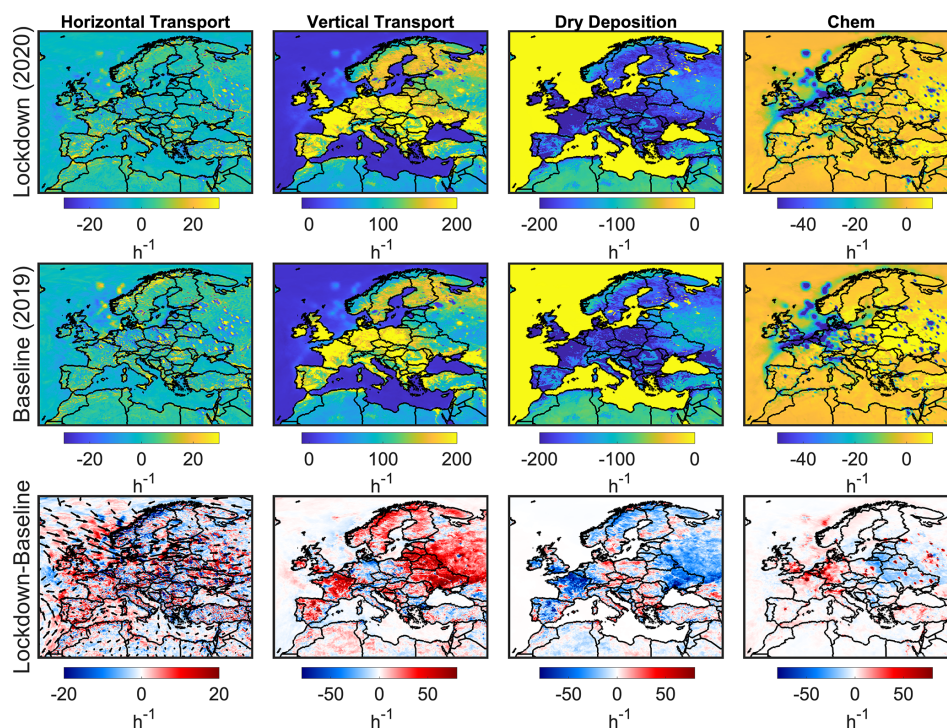 Horizontal Transport Vertical Transport Dry Deposition Chem
Lockdown (2020)
-20 0 20 0 100 200 -200 -100 0 -40 -20 0
h-1 h-1 h-1 h-1
Baseline (2019)
-20 0 20 0 100 200 -200 -100 0 -40 -20 0
h-1 h-1 h-1 h-1
Lockdown-Baseline
-20 0 20 -50 0 50 -50 0 50 -50 0 50
h-1 h-1 h-1 h-1